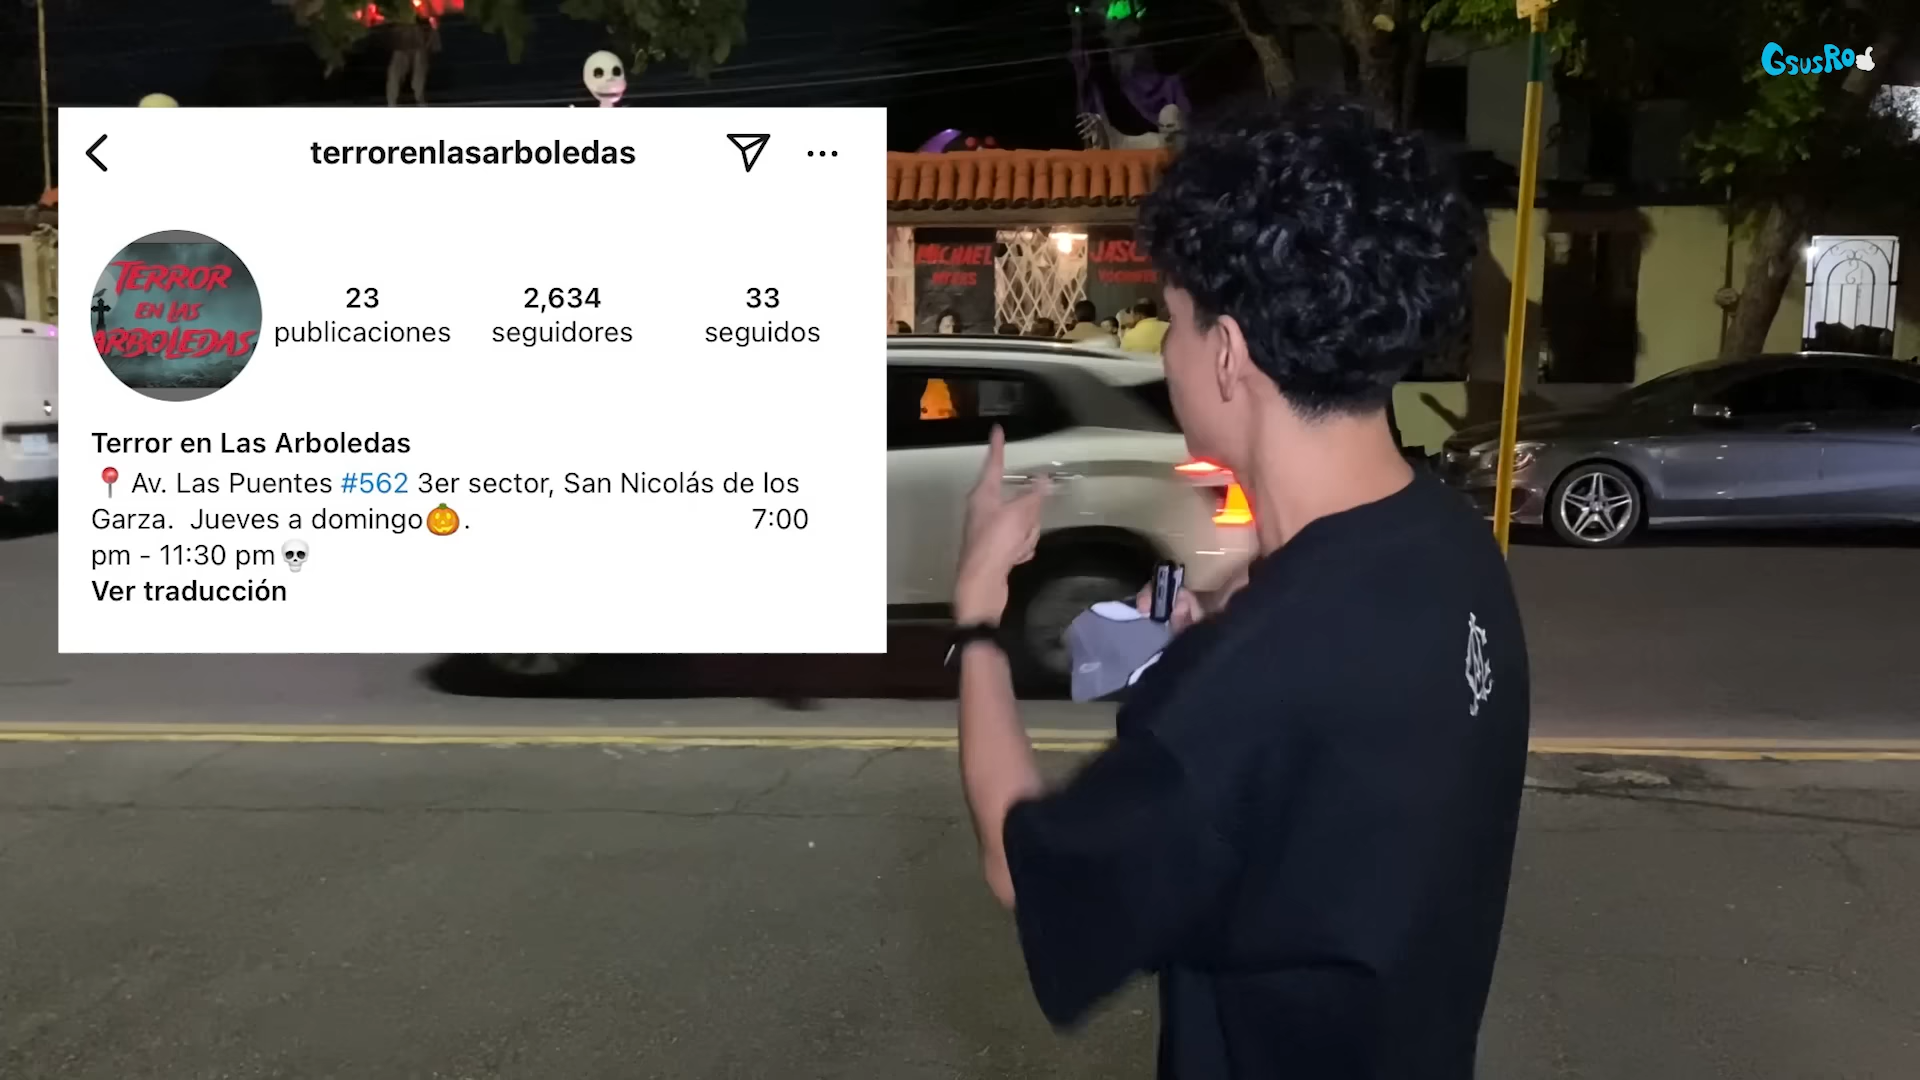 GSUSRO
terrorenlasarboledas
TERROR
EN LAS
ARBOLEDAS
23
publicaciones
2,634
seguidores
33
seguidos
Terror en Las Arboledas
📍Av. Las Puentes #562 3er sector, San Nicolás de los
Garza. Jueves a domingo🎃. 7:00
pm - 11:30 pm💀
Ver traducción
MICHAEL
MYERS